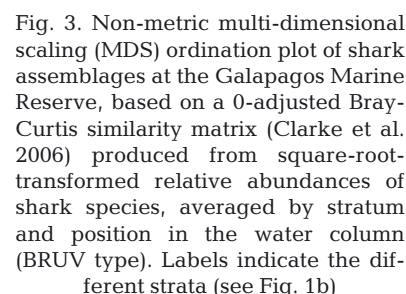 Fig. 3. Non-metric multi-dimensional
scaling (MDS) ordination plot of shark
assemblages at the Galapagos Marine
Reserve, based on a 0-adjusted Bray-
Curtis similarity matrix (Clarke et al.
2006) produced from square-root-
transformed relative abundances of
shark species, averaged by stratum
and position in the water column
(BRUV type). Labels indicate the dif-
ferent strata (see Fig. 1b)